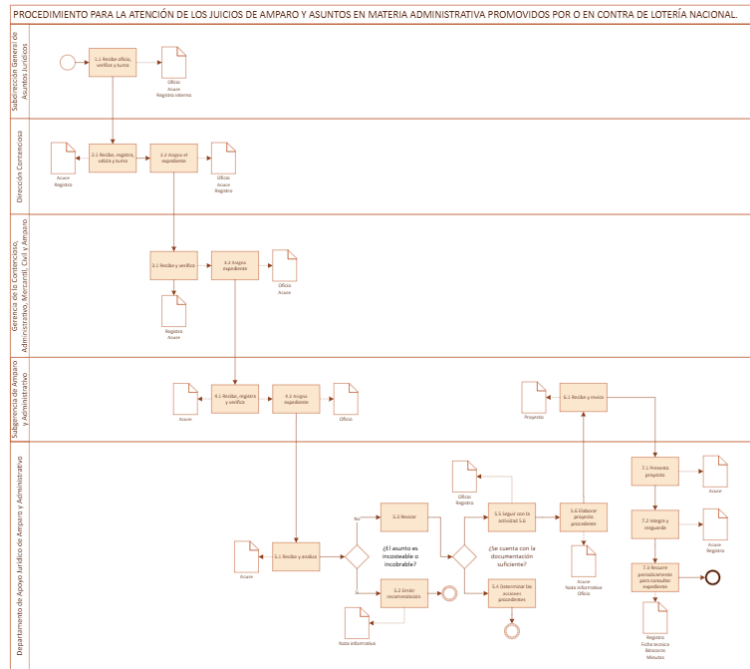 PROCEDIMIENTO PARA LA ATENCIÓN DE LOS JUICIOS DE AMPARO Y ASUNTOS EN MATERIA ADMINISTRATIVA PROMOVIDOS POR O EN CONTRA DE LOTERÍA NACIONAL.
Subdirección General de
Asuntos Jurídicos
1.1 Recibe oficio,
verifica y turna
Oficio
Acuse
Registro interno
Dirección Contenciosa
Acuse
Registro
2.1 Recibe, registra,
valida y turna
2.2 Asigna el
expediente
Oficio
Acuse
Registro
Gerencia de lo Contencioso,
Administrativo, Mercantil, Civil y Amparo
3.1 Recibe y verifica
3.2 Asigna
expediente
Oficio
Acuse
Registro
Acuse
Subgerencia de Amparo
y Administrativo
Acuse
4.1 Recibe, registra
y verifica
4.2 Asigna
expediente
Oficio
Proyecto
6.1 Recibe y revisa
Departamento de Apoyo Jurídico de Amparo y Administrativo
Acuse
5.1 Recibe y analiza
No
5.3 Revisar
¿El asunto es
incosteable o
incobrable?
5.2 Emitir
recomendación
Nota informativa
Oficio
Registro
5.5 Seguir con la
actividad 5.6
¿Se cuenta con la
documentación
suficiente?
5.4 Determinar las
acciones
procedentes
5.6 Elaborar
proyecto
procedente
Acuse
Nota informativa
Oficio
7.1 Presenta
proyecto
Acuse
7.2 Integra y
resguarda
Acuse
Registro
7.3 Recurre
periódicamente
para consultar
expediente
Registro
Ficha técnica
Bitácora
Minutas